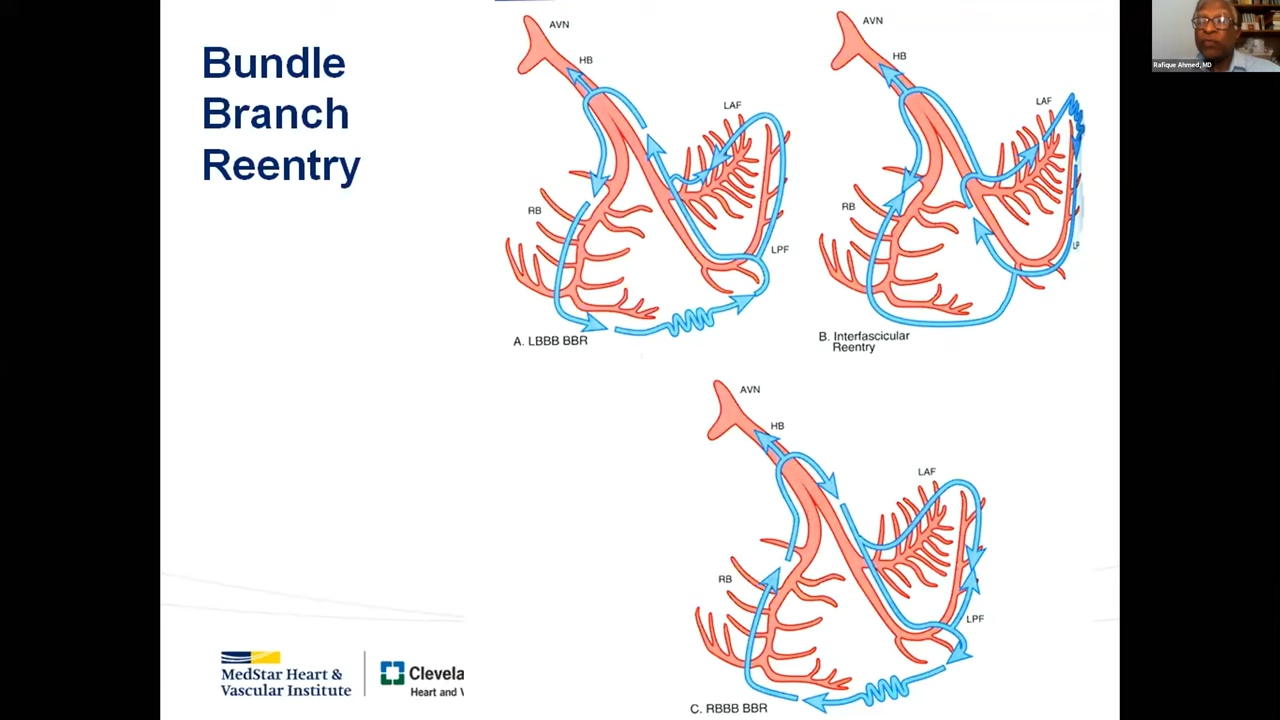 Bundle
Branch
Reentry
AVN
HB
LAF
RB
LPF
A. LBBB BBR
AVN
HB
LAF
RB
LP
B. Interfascicular
Reentry
AVN
HB
LAF
RB
LPF
C. RBBB BBR
MedStar Heart &
Vascular Institute
Clevela
Heart and V
Rafique Ahmed, MD